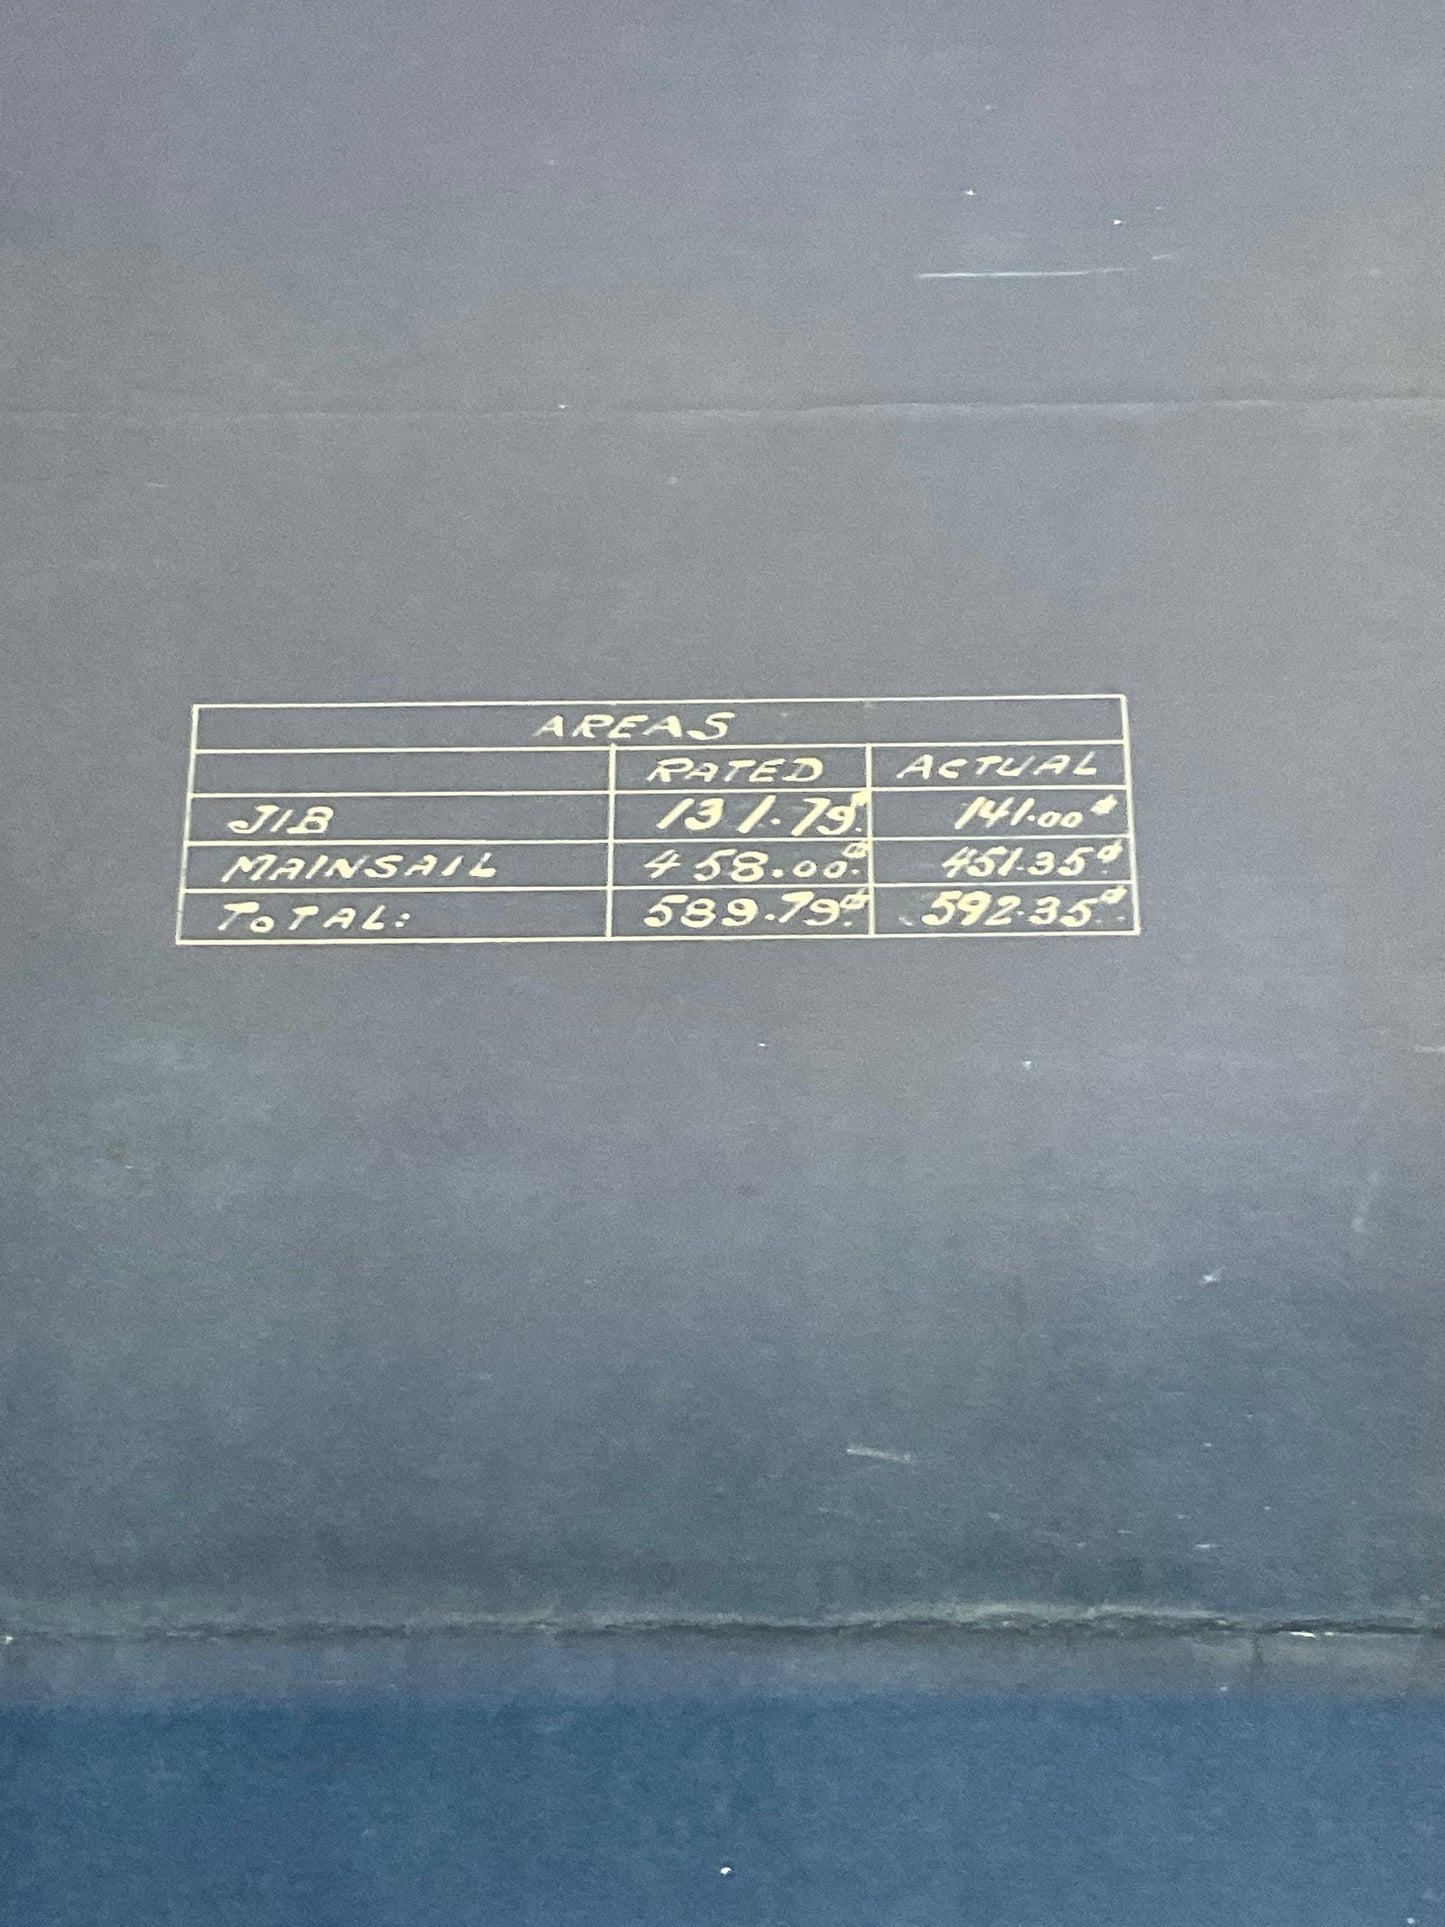 AREAS
RATED ACTUAL
JIB 131.79 141.00
MAINSAIL 458.00 451.35
TOTAL: 589.79 592.35